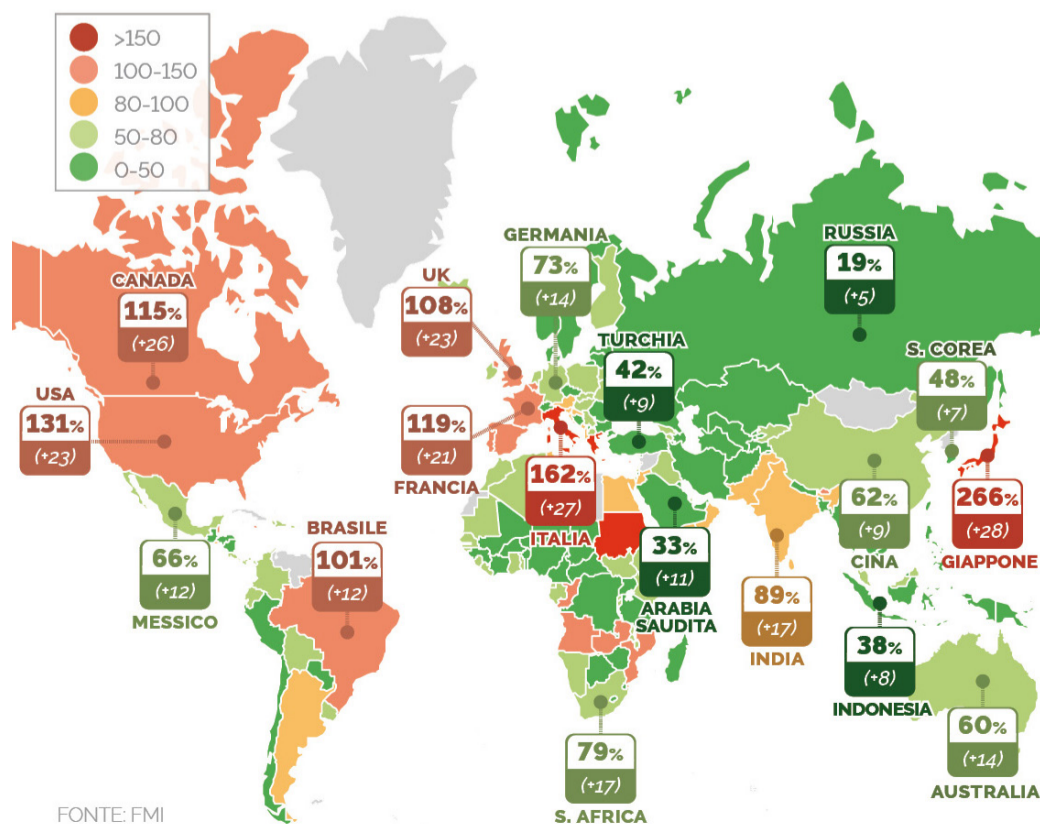 >150
100-150
80-100
50-80
0-50
CANADA
115%
(+26)
USA
131%
(+23)
MESSICO
66%
(+12)
BRASILE
101%
(+12)
UK
108%
(+23)
FRANCIA
119%
(+21)
GERMANIA
73%
(+14)
ITALIA
162%
(+27)
TURCHIA
42%
(+9)
RUSSIA
19%
(+5)
S. COREA
48%
(+7)
CINA
62%
(+9)
GIAPPONE
266%
(+28)
ARABIA
SAUDITA
33%
(+11)
INDIA
89%
(+17)
INDONESIA
38%
(+8)
S. AFRICA
79%
(+17)
AUSTRALIA
60%
(+14)
FONTE: FMI